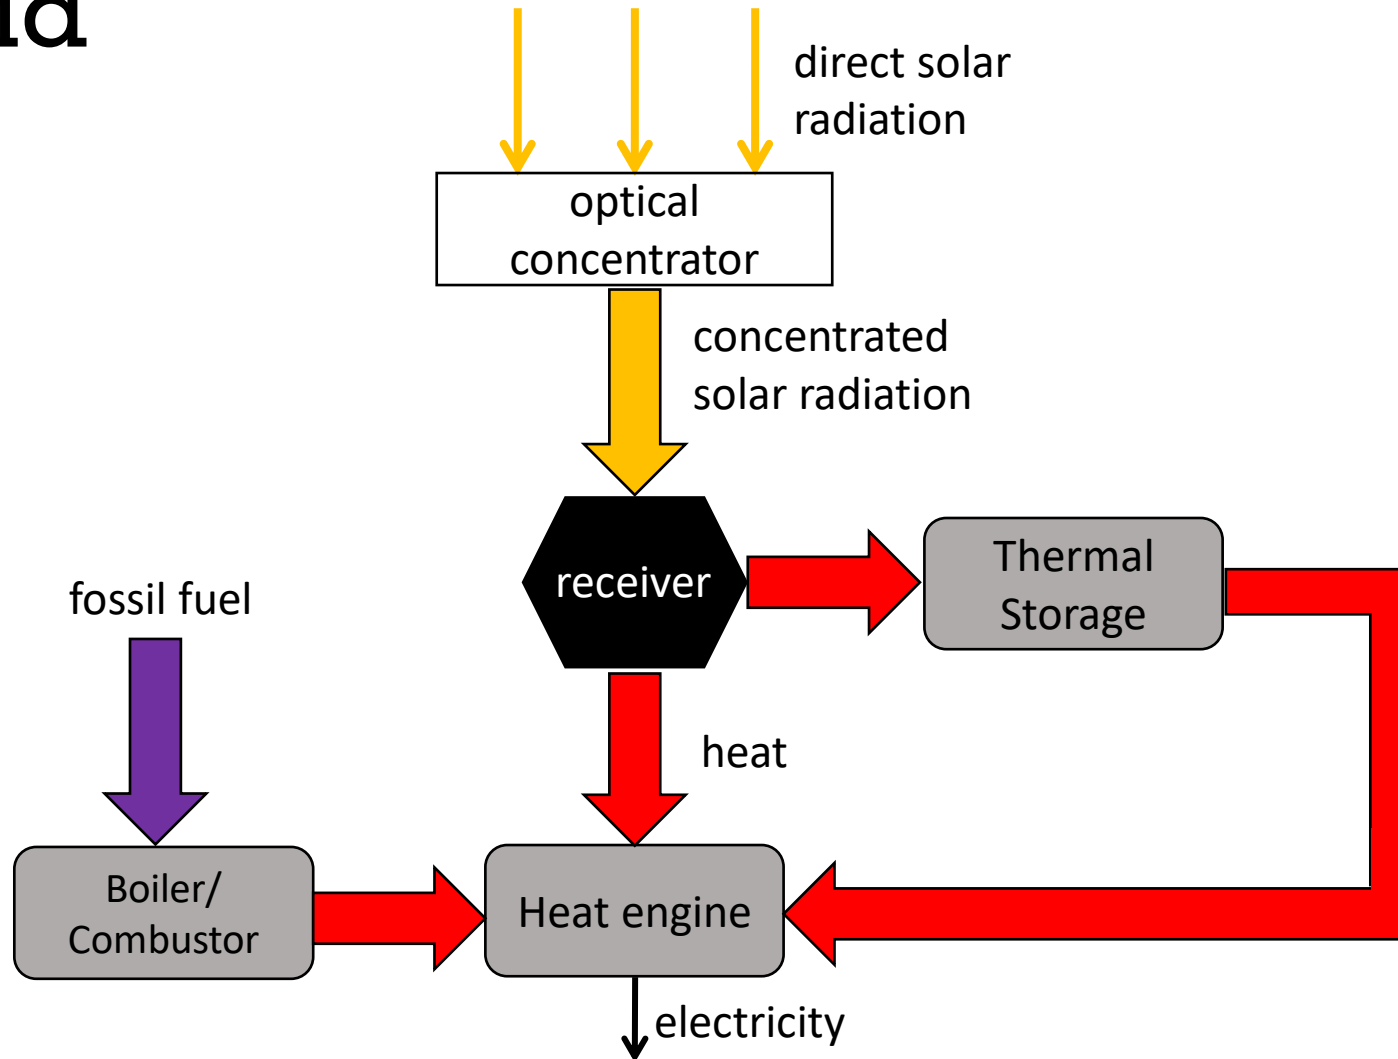 direct solar
radiation
optical
concentrator
concentrated
solar radiation
receiver
Thermal
Storage
fossil fuel
heat
Boiler/
Combustor
Heat engine
electricity